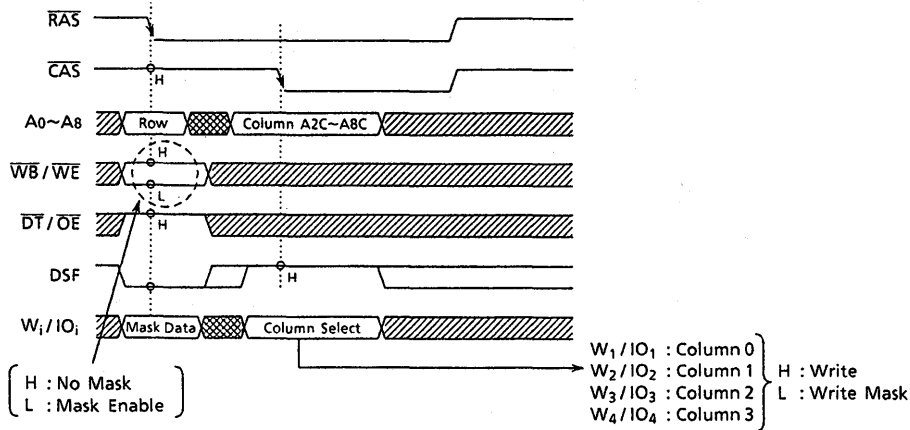 RAS
CAS
H
A0~A8
Row
Column A2C~A8C
WB/WE
H
L
DT/OE
H
DSF
H
Wi/IOi
Mask Data
Column Select
H : No Mask
L : Mask Enable
W1/IO1 : Column 0
W2/IO2 : Column 1
W3/IO3 : Column 2
W4/IO4 : Column 3
H : Write
L : Write Mask